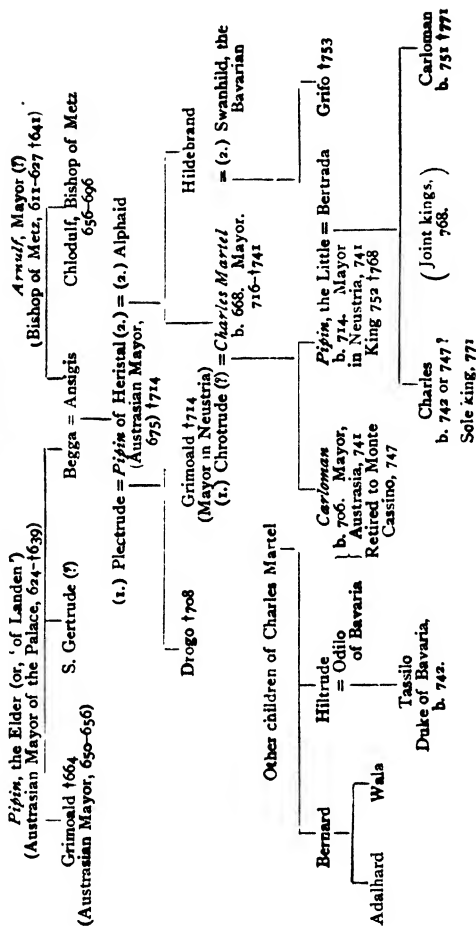 Pipin, the Elder (or, ' of Landen ')
(Austrasian Mayor of the Palace, 624-†639)
Arnulf, Mayor (?)
(Bishop of Metz, 611-627 †641)
Grimoald †664
(Austrasian Mayor, 650-656)
S. Gertrude (?)
Begga = Ansigis
Chlodulf, Bishop of Metz
656-696
(1.) Plectrude = Pipin of Heristal (2.) = (2.) Alphaid
(Austrasian Mayor,
675) †714
Drogo †708
Grimoald †714
(Mayor in Neustria)
Hildebrand
(1.) Chrotrude (?) = Charles Martel
b. 668. Mayor.
716-†741
= (2.) Swanhild, the
Bavarian
Other children of Charles Martel
Carloman
b. 706. Mayor,
Austrasia, 741
Retired to Monte
Cassino, 747
Pipin, the Little = Bertrada
b. 714. Mayor
in Neustria, 741
King 752 †768
Grifo †753
Bernard
Hiltrude
= Odilo
of Bavaria
Adalhard
Wala
Tassilo
Duke of Bavaria,
b. 742.
Charles
b. 742 or 747 ?
Sole king, 771
( Joint kings,
768. )
Carloman
b. 751 †771